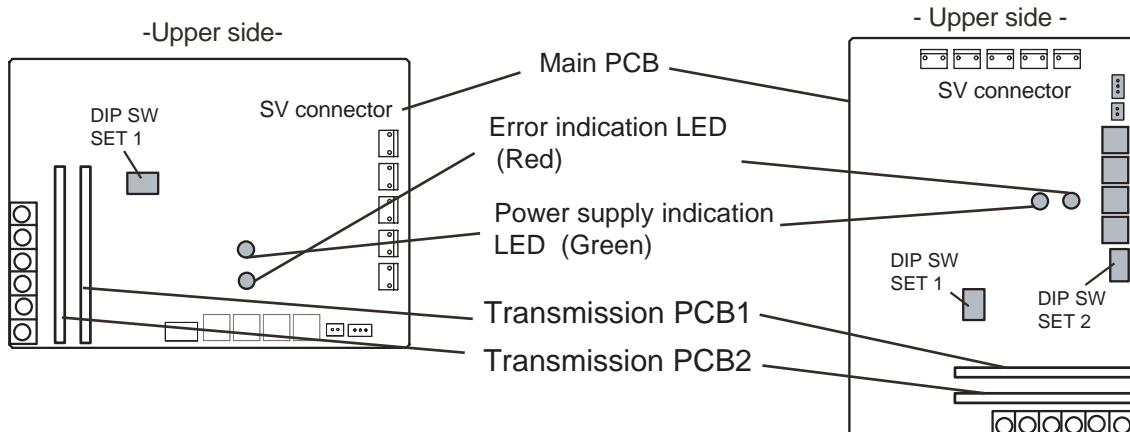 -Upper side-
DIP SW
SET 1
SV connector
Main PCB
Error indication LED
(Red)
Power supply indication
LED (Green)
Transmission PCB1
Transmission PCB2
- Upper side -
SV connector
DIP SW
SET 1
DIP SW
SET 2